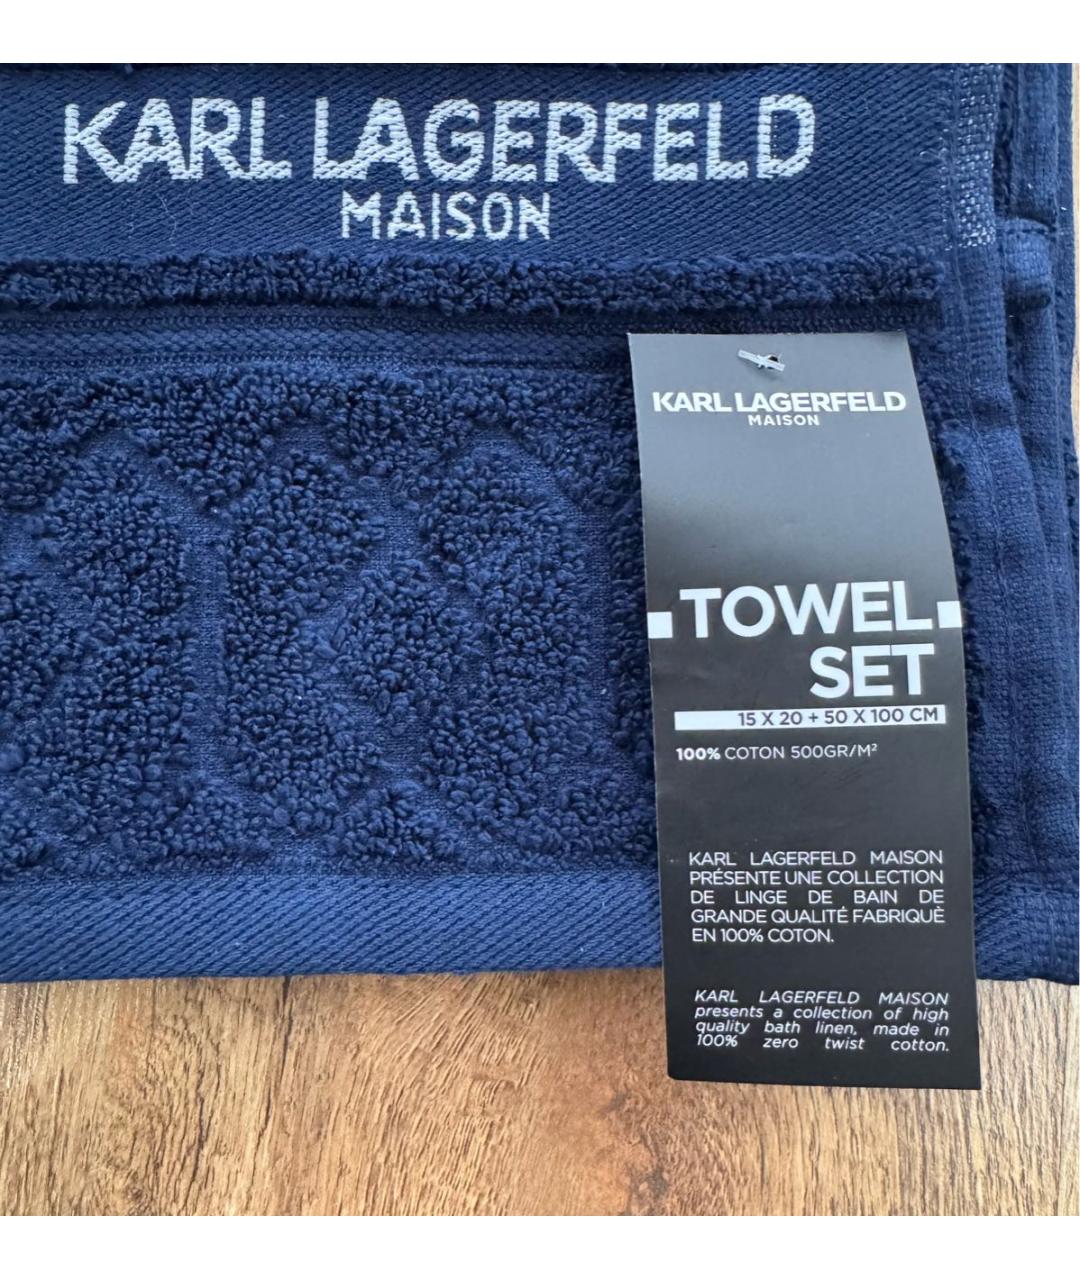 KARL LAGERFELD
MAISON
KARL LAGERFELD
MAISON
TOWEL
SET
15 X 20 + 50 X 100 CM
100% COTON 500GR/M²
KARL LAGERFELD MAISON
PRÉSENTE UNE COLLECTION
DE LINGE DE BAIN DE
GRANDE QUALITÉ FABRIQUÈ
EN 100% COTON.
KARL LAGERFELD MAISON
presents a collection of high
quality bath linen, made in
100% zero twist cotton.